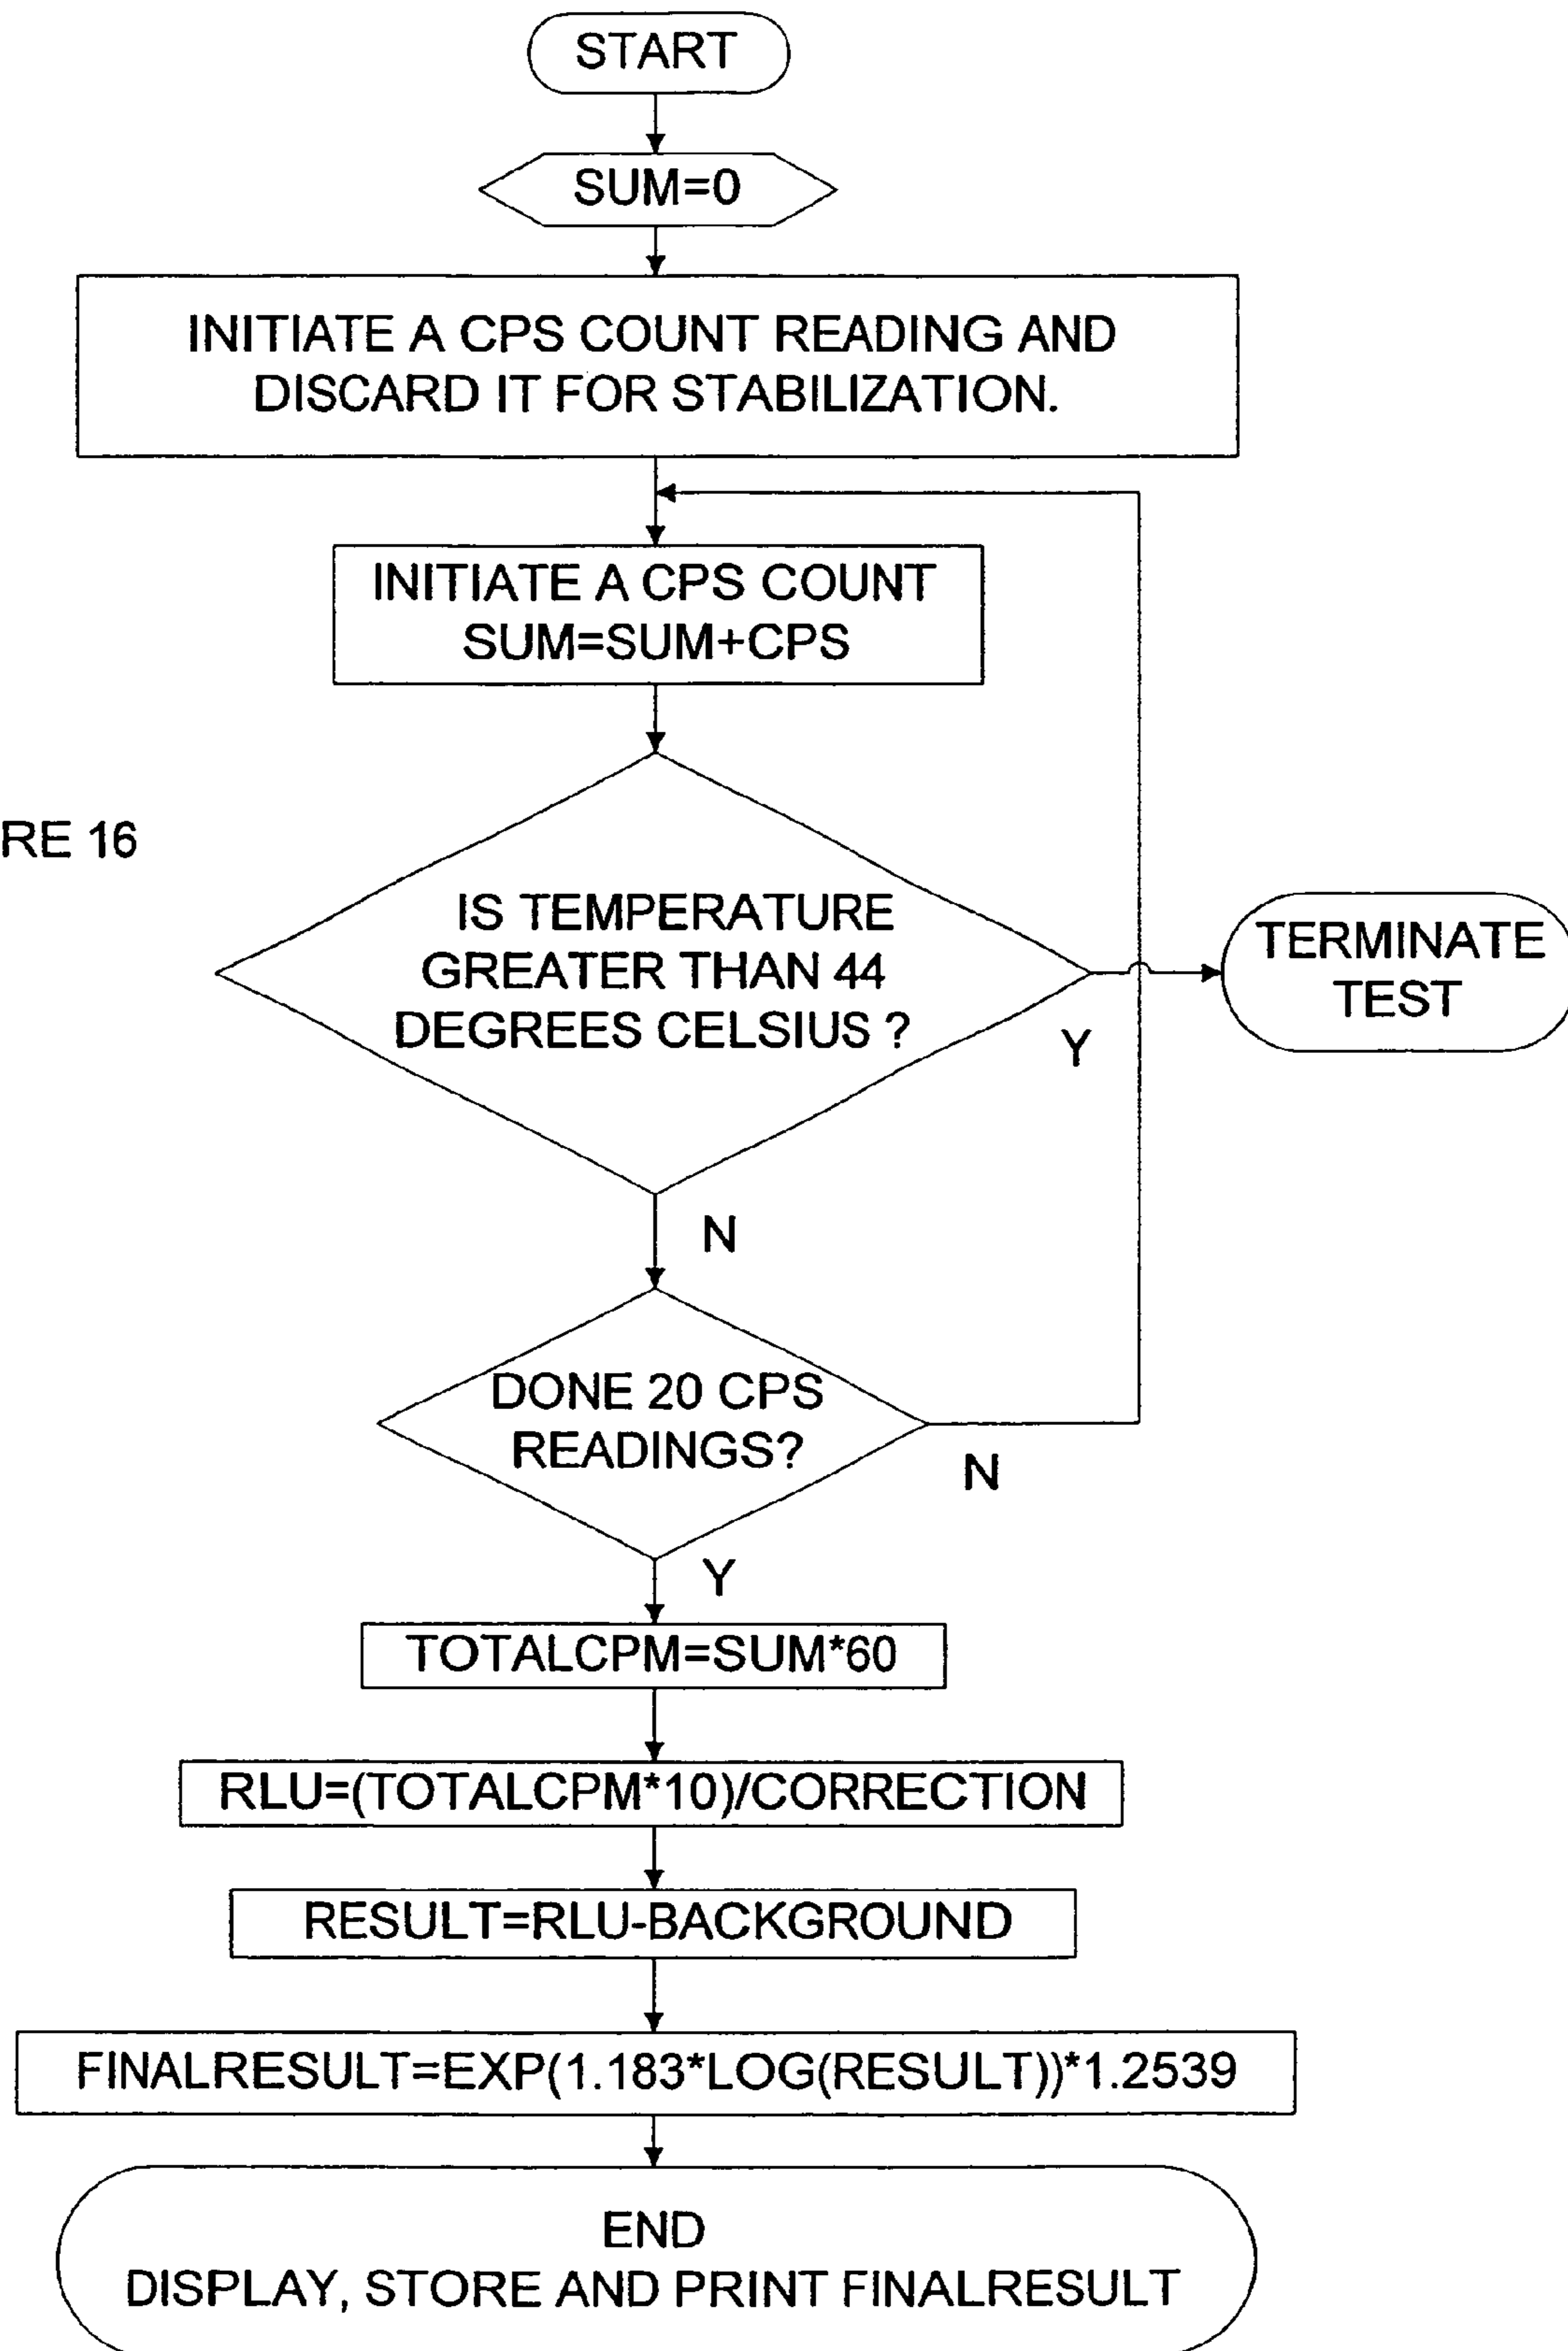 START
SUM=0
INITIATE A CPS COUNT READING AND
DISCARD IT FOR STABILIZATION.
INITIATE A CPS COUNT
SUM=SUM+CPS
RE 16
IS TEMPERATURE
GREATER THAN 44
DEGREES CELSIUS ?
Y
TERMINATE
TEST
N
DONE 20 CPS
READINGS?
N
Y
TOTALCPM=SUM*60
RLU=(TOTALCPM*10)/CORRECTION
RESULT=RLU-BACKGROUND
FINALRESULT=EXP(1.183*LOG(RESULT))*1.2539
END
DISPLAY, STORE AND PRINT FINALRESULT